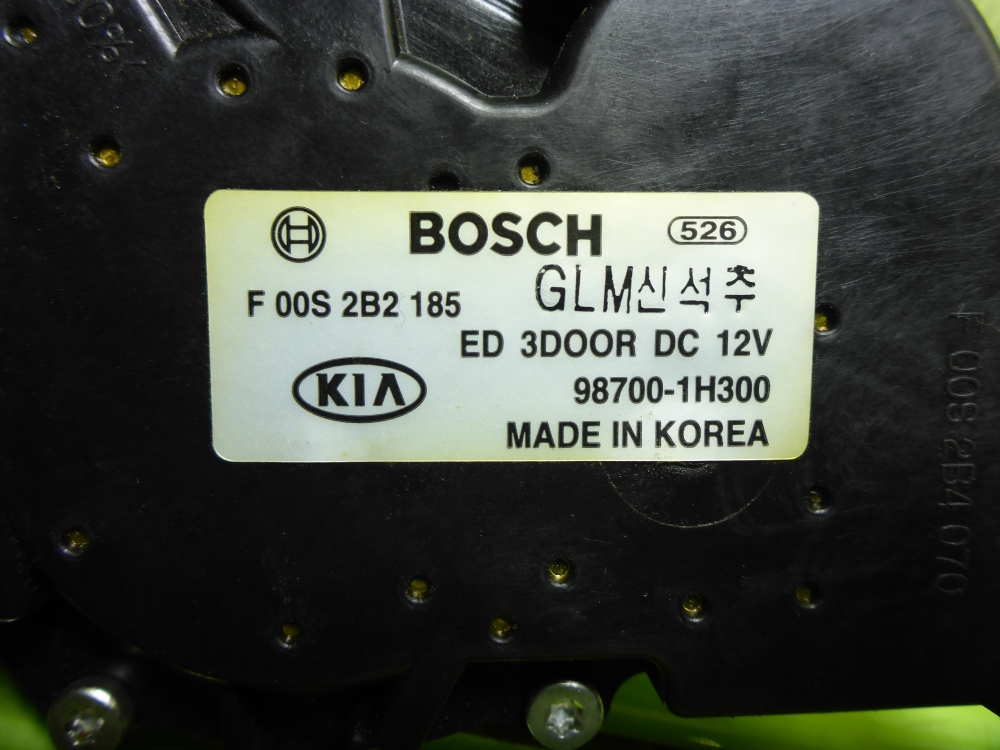 BOSCH 526
F 00S 2B2 185 GLM신석주
ED 3DOOR DC 12V
KIA 98700-1H300
MADE IN KOREA
F 00S 2B4 070